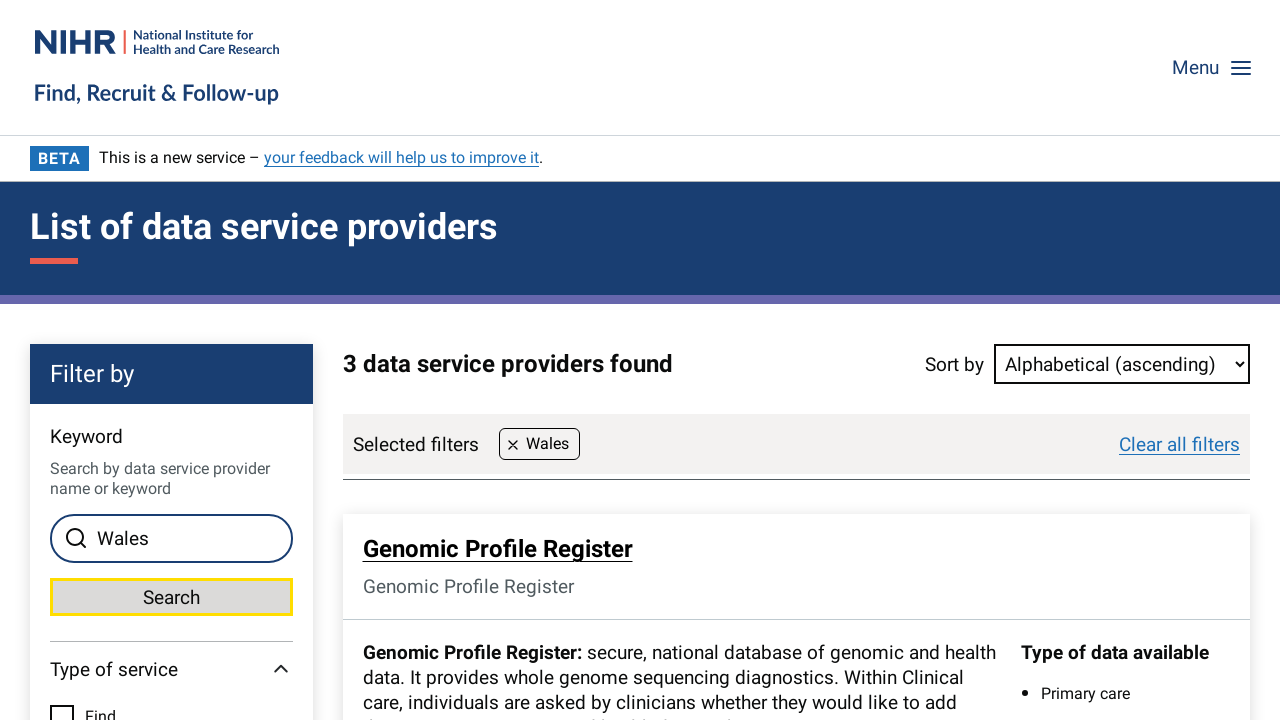 NIHR | National Institute for
Health and Care Research
Find, Recruit & Follow-up
Menu
BETA This is a new service – your feedback will help us to improve it.
List of data service providers
Filter by
Keyword
Search by data service provider
name or keyword
Wales
Search
Type of service
Find
3 data service providers found
Sort by Alphabetical (ascending)
Selected filters Wales Clear all filters
Genomic Profile Register
Genomic Profile Register
Genomic Profile Register: secure, national database of genomic and health
data. It provides whole genome sequencing diagnostics. Within Clinical
care, individuals are asked by clinicians whether they would like to add
Type of data available
Primary care